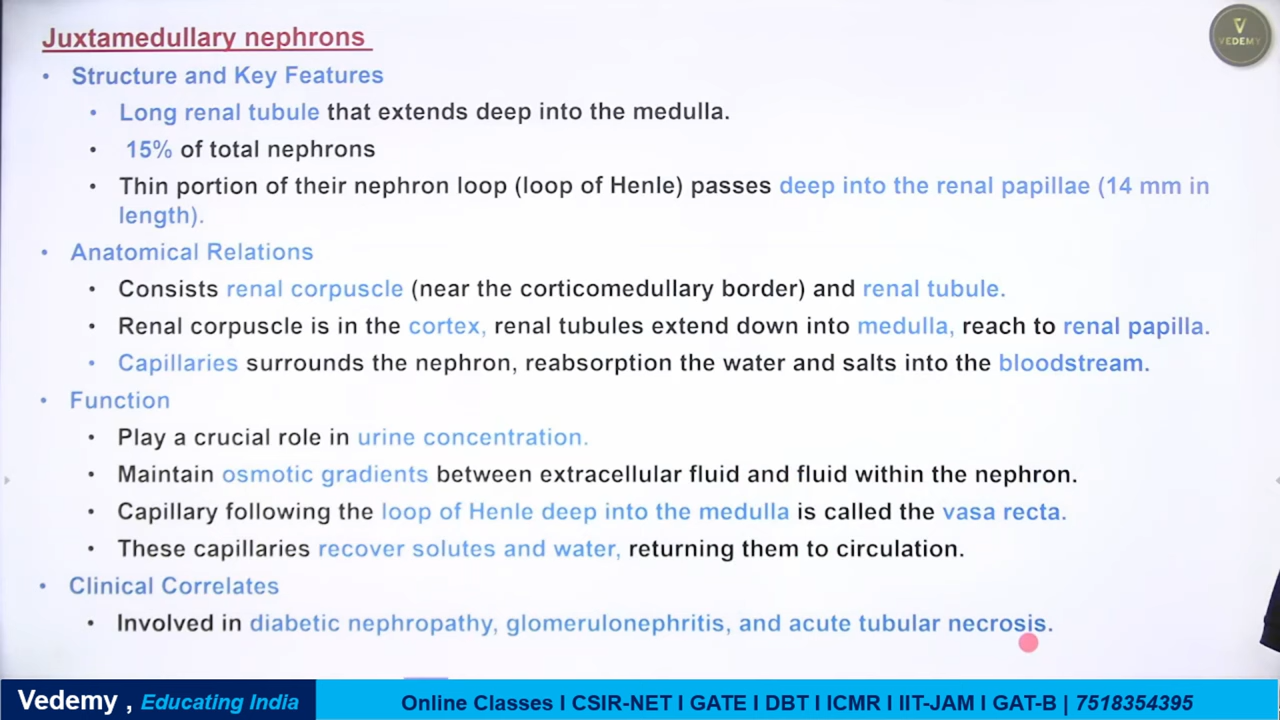 Juxtamedullary nephrons
VEDEMY
• Structure and Key Features
• Long renal tubule that extends deep into the medulla.
• 15% of total nephrons
• Thin portion of their nephron loop (loop of Henle) passes deep into the renal papillae (14 mm in
length).
• Anatomical Relations
• Consists renal corpuscle (near the corticomedullary border) and renal tubule.
• Renal corpuscle is in the cortex, renal tubules extend down into medulla, reach to renal papilla.
• Capillaries surrounds the nephron, reabsorption the water and salts into the bloodstream.
• Function
• Play a crucial role in urine concentration.
• Maintain osmotic gradients between extracellular fluid and fluid within the nephron.
• Capillary following the loop of Henle deep into the medulla is called the vasa recta.
• These capillaries recover solutes and water, returning them to circulation.
• Clinical Correlates
• Involved in diabetic nephropathy, glomerulonephritis, and acute tubular necrosis.
Vedemy , Educating India
Online Classes I CSIR-NET I GATE I DBT I ICMR I IIT-JAM I GAT-B | 7518354395